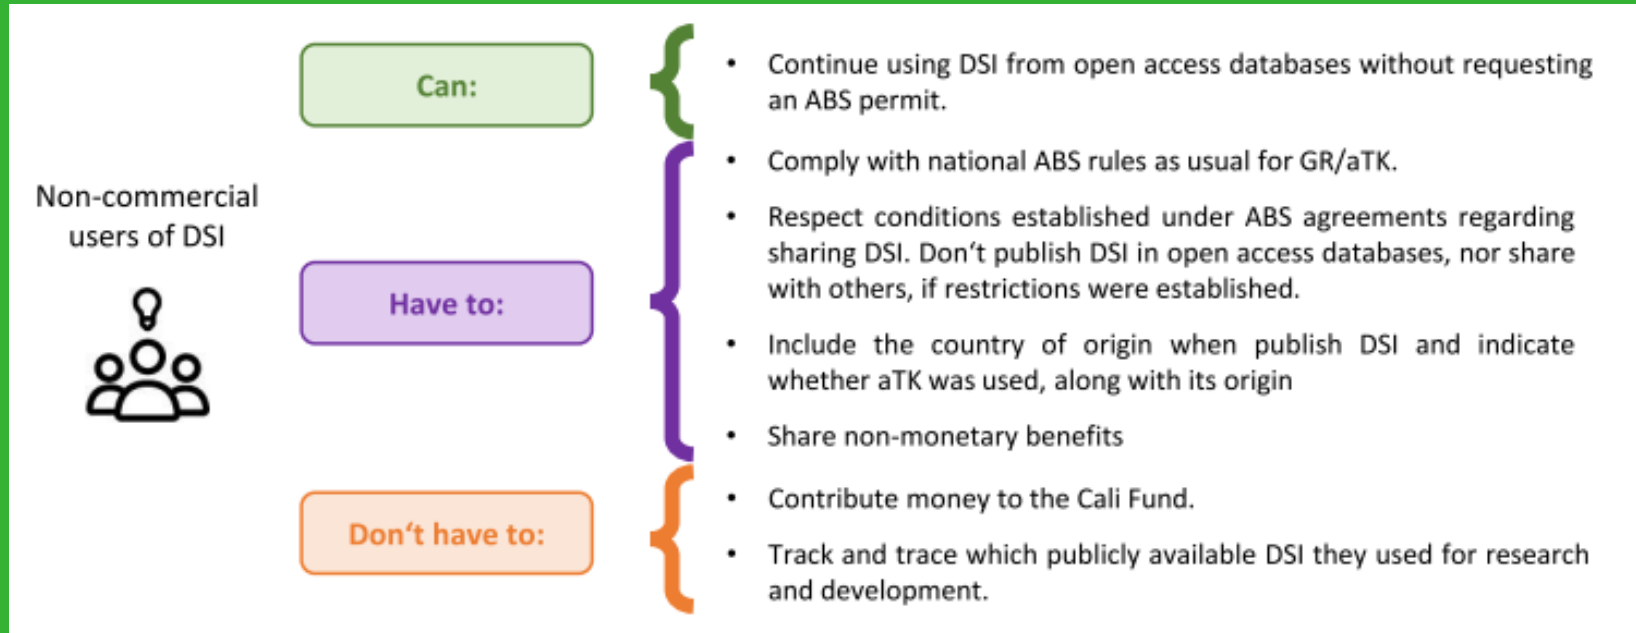 Non-commercial
users of DSI
Can:
• Continue using DSI from open access databases without requesting
an ABS permit.
Have to:
• Comply with national ABS rules as usual for GR/aTK.
• Respect conditions established under ABS agreements regarding
sharing DSI. Don‘t publish DSI in open access databases, nor share
with others, if restrictions were established.
• Include the country of origin when publish DSI and indicate
whether aTK was used, along with its origin
• Share non-monetary benefits
Don‘t have to:
• Contribute money to the Cali Fund.
• Track and trace which publicly available DSI they used for research
and development.